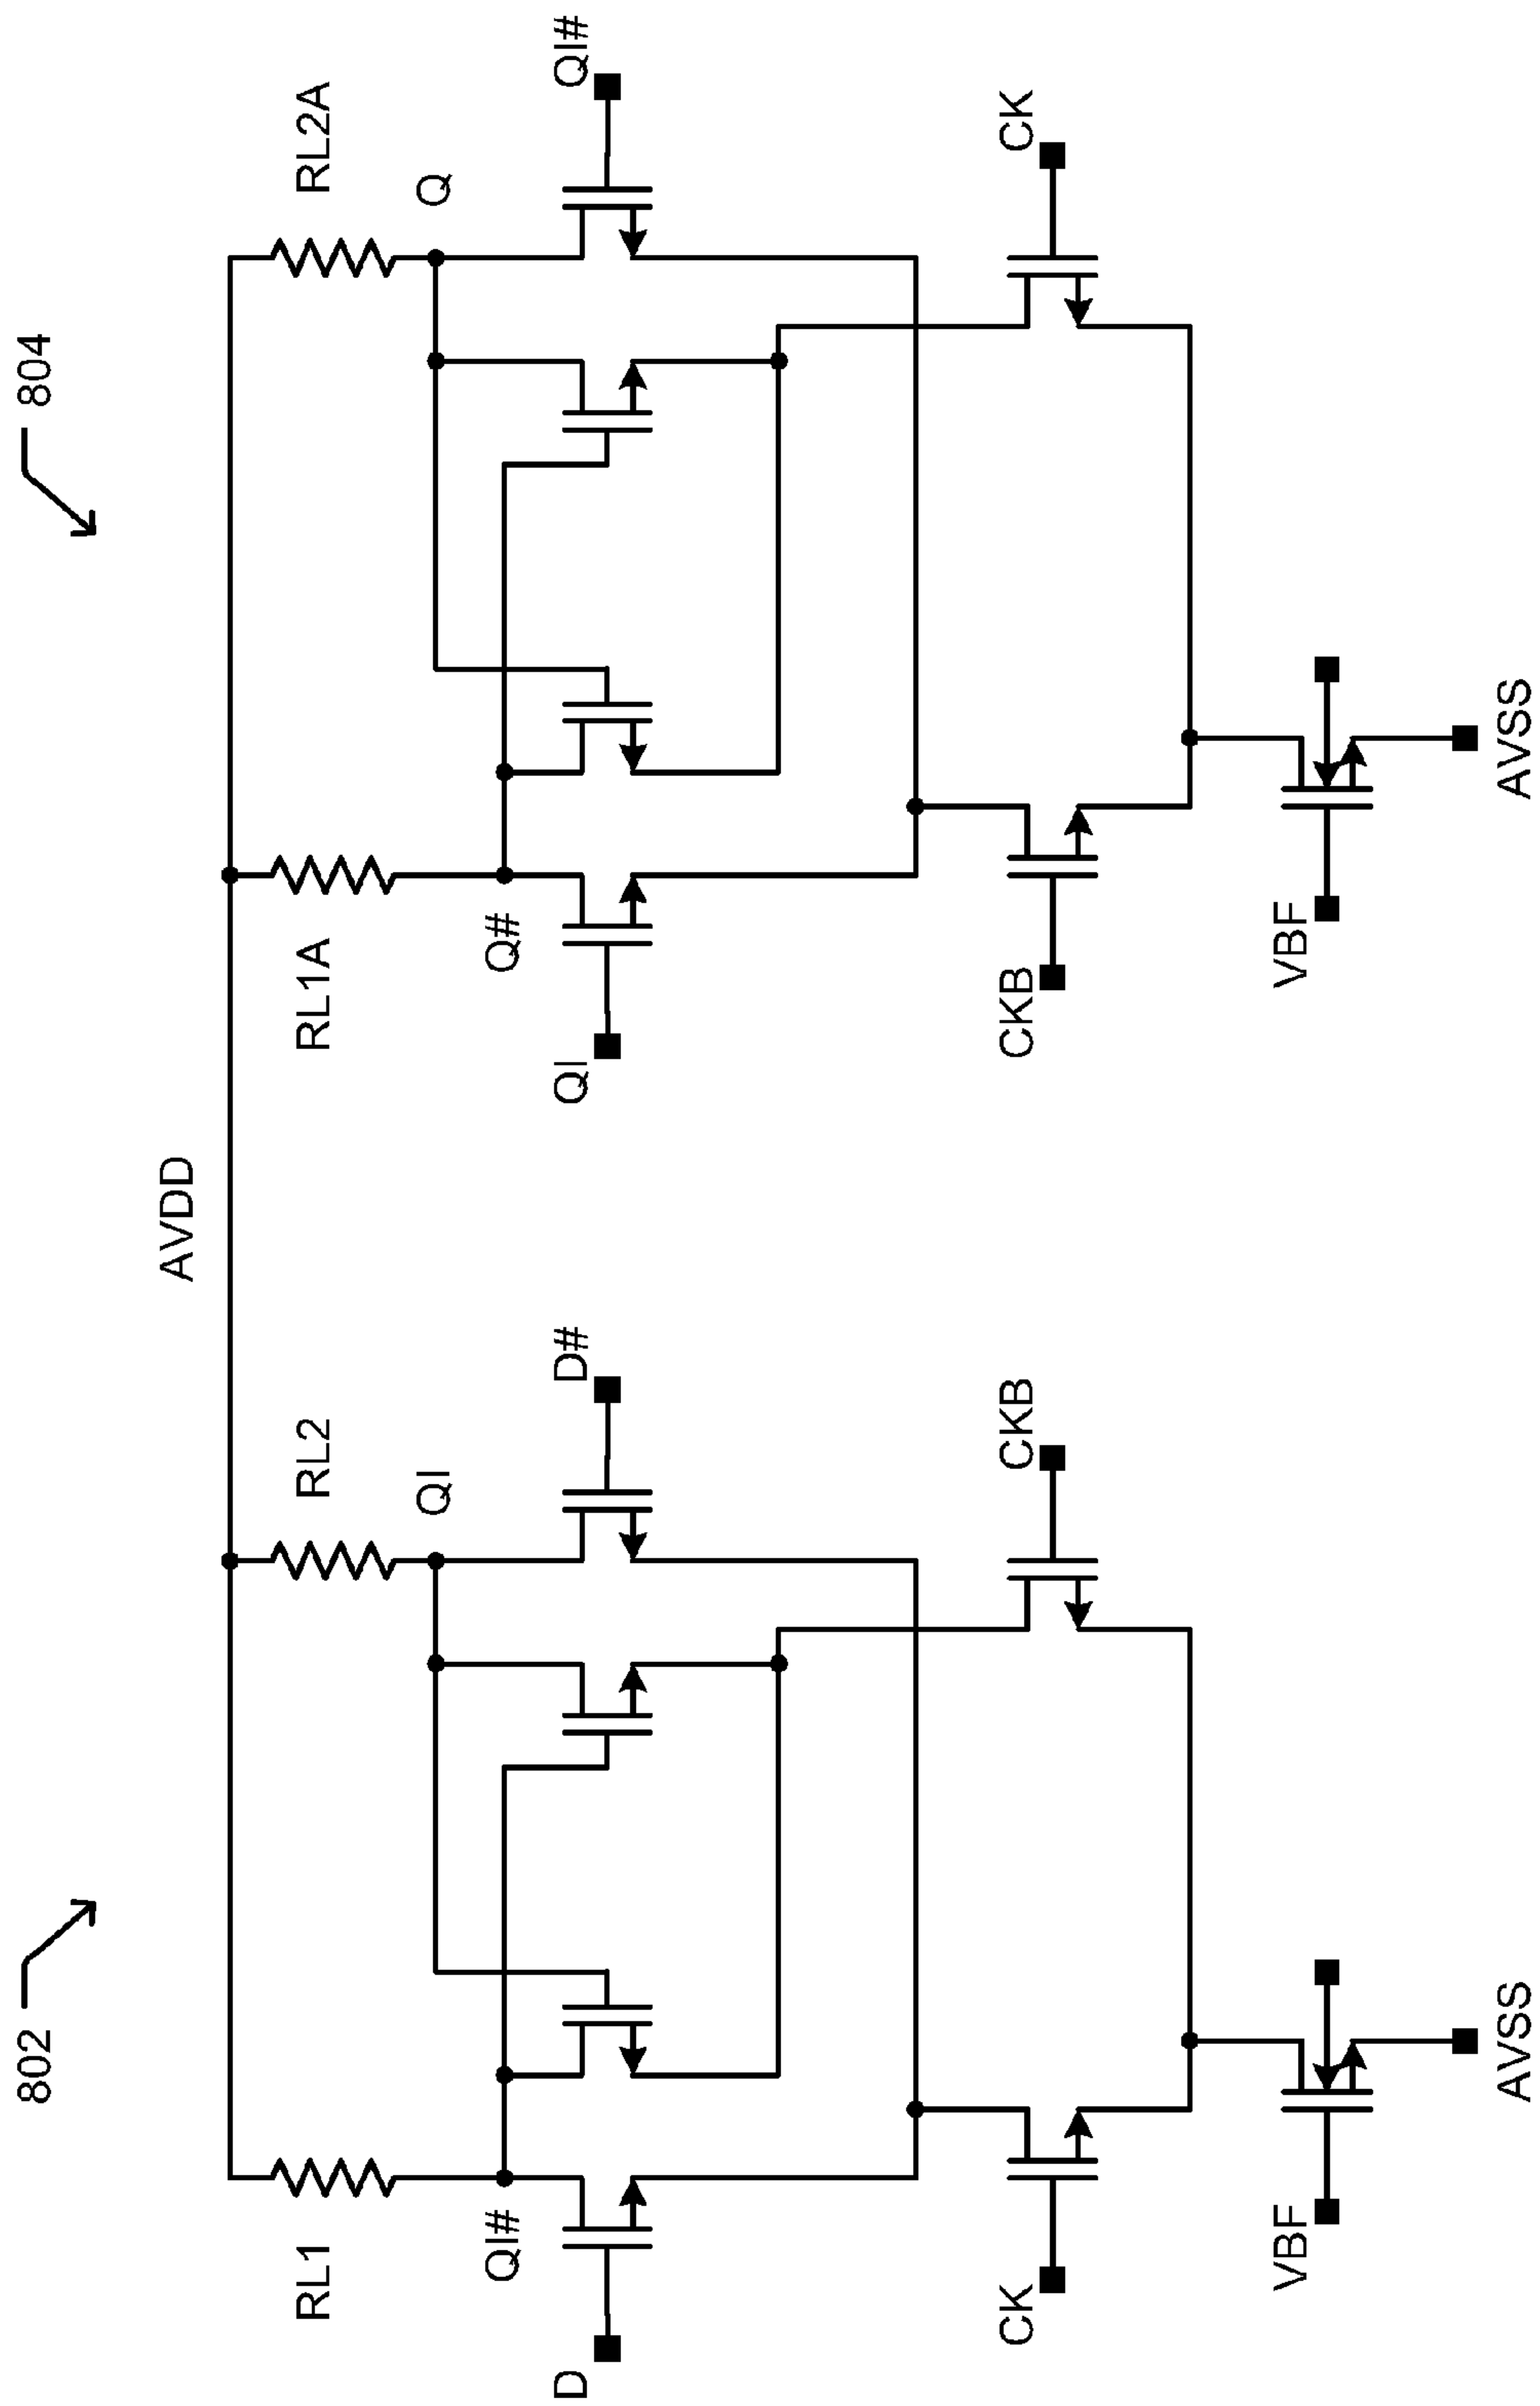 802
804
AVDD
RL1
RL2
RL1A
RL2A
QI#
QI
Q#
Q
D
D#
QI
QI#
CK
CKB
CKB
CK
VBF
VBF
AVSS
AVSS